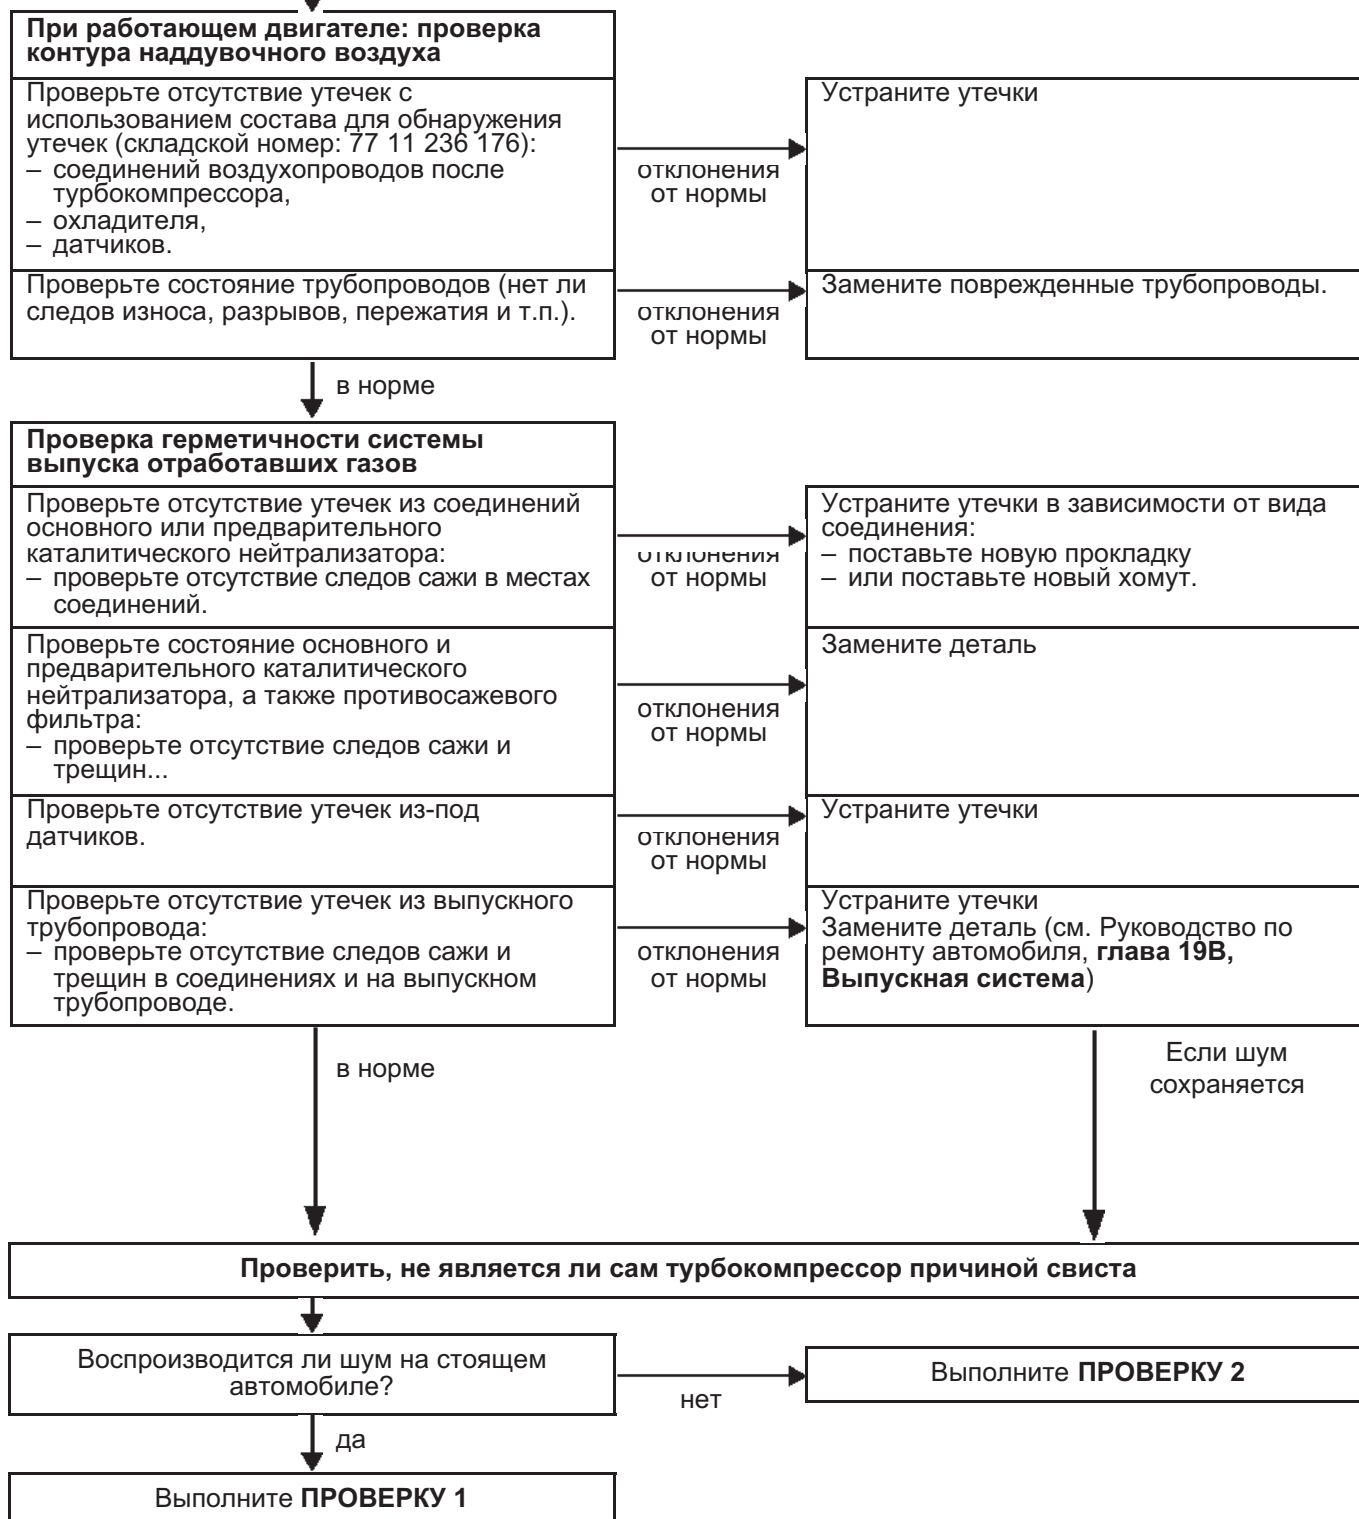 При работающем двигателе: проверка
контура наддувочного воздуха
Проверьте отсутствие утечек с
использованием состава для обнаружения
утечек (складской номер: 77 11 236 176):
– соединений воздухопроводов после
турбокомпрессора,
– охладителя,
– датчиков.
отклонения
от нормы
Устраните утечки
Проверьте состояние трубопроводов (нет ли
следов износа, разрывов, пережатия и т.п.).
отклонения
от нормы
Замените поврежденные трубопроводы.
в норме
Проверка герметичности системы
выпуска отработавших газов
Проверьте отсутствие утечек из соединений
основного или предварительного
каталитического нейтрализатора:
– проверьте отсутствие следов сажи в местах
соединений.
отклонения
от нормы
Устраните утечки в зависимости от вида
соединения:
– поставьте новую прокладку
– или поставьте новый хомут.
Проверьте состояние основного и
предварительного каталитического
нейтрализатора, а также противосажевого
фильтра:
– проверьте отсутствие следов сажи и
трещин...
отклонения
от нормы
Замените деталь
Проверьте отсутствие утечек из-под
датчиков.
отклонения
от нормы
Устраните утечки
Проверьте отсутствие утечек из выпускного
трубопровода:
– проверьте отсутствие следов сажи и
трещин в соединениях и на выпускном
трубопроводе.
отклонения
от нормы
Устраните утечки
Замените деталь (см. Руководство по
ремонту автомобиля, глава 19B,
Выпускная система)
в норме
Если шум
сохраняется
Проверить, не является ли сам турбокомпрессор причиной свиста
Воспроизводится ли шум на стоящем
автомобиле?
нет
Выполните ПРОВЕРКУ 2
да
Выполните ПРОВЕРКУ 1